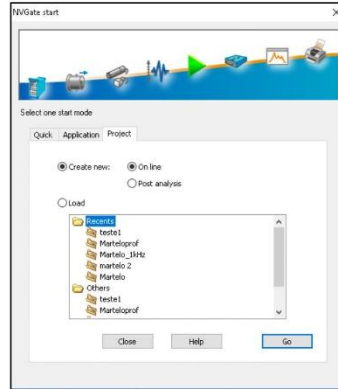 NVGate start
Select one start mode
Quick Application Project
Create new: On line
Post analysis
Load
Recents
teste1
Marteloprof
Martelo_1kHz
martelo 2
Martelo
Others
teste1
Marteloprof
Close Help Go